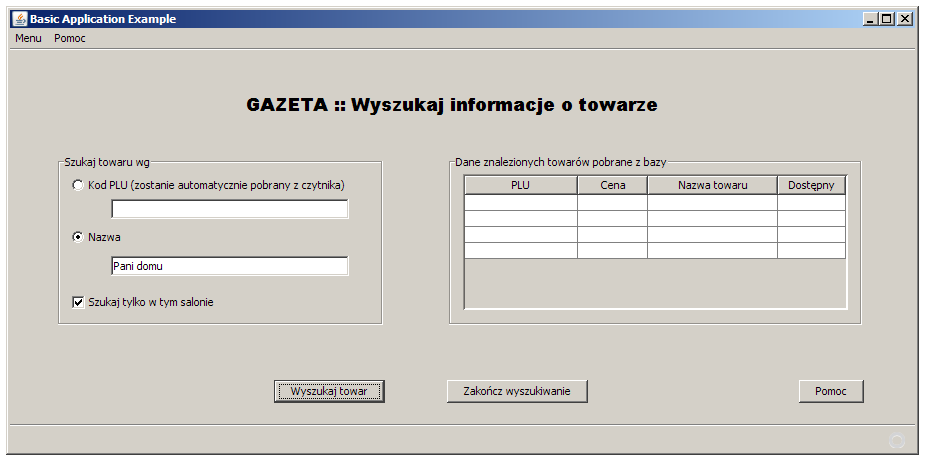 Basic Application Example
Menu Pomoc
GAZETA :: Wyszukaj informacje o towarze
Szukaj towaru wg
Kod PLU (zostanie automatycznie pobrany z czytnika)
Nazwa
Pani domu
Szukaj tylko w tym salonie
Dane znalezionych towarów pobrane z bazy
PLU Cena Nazwa towaru Dostępny
Wyszukaj towar Zakończ wyszukiwanie Pomoc